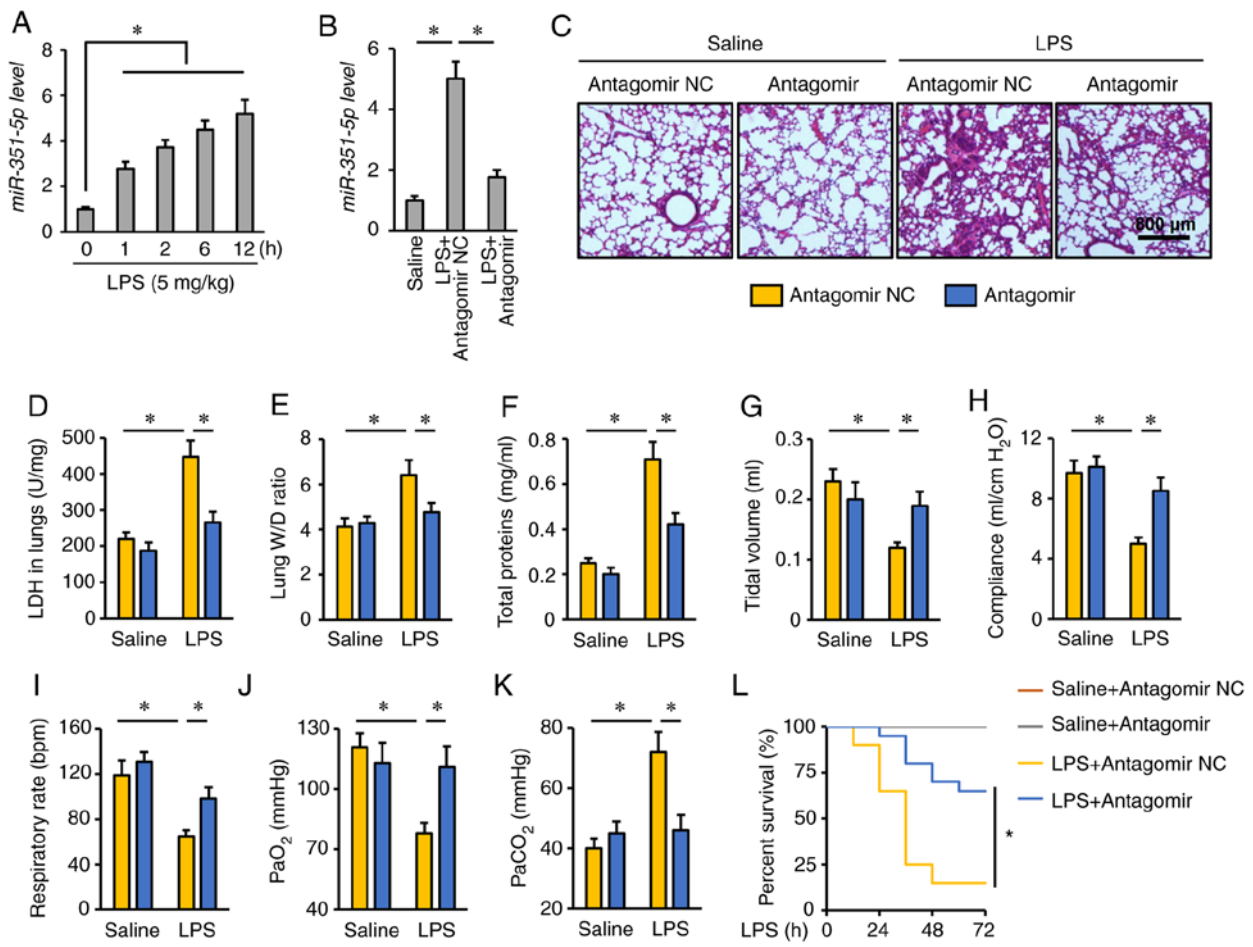 A
*
miR-351-5p level
8
6
4
2
0
0 1 2 6 12 (h)
LPS (5 mg/kg)
B
* *
miR-351-5p level
6
4
2
0
Saline
LPS+
Antagomir NC
LPS+
Antagomir
C
Saline LPS
Antagomir NC Antagomir Antagomir NC Antagomir
800 µm
Antagomir NC Antagomir
D
* *
LDH in lungs (U/mg)
500
400
300
200
100
0
Saline LPS
E
* *
Lung W/D ratio
8
6
4
2
0
Saline LPS
F
* *
Total proteins (mg/ml)
0.8
0.6
0.4
0.2
0
Saline LPS
G
* *
Tidal volume (ml)
0.3
0.2
0.1
0
Saline LPS
H
* *
Compliance (ml/cm H₂O)
12
8
4
0
Saline LPS
I
* *
Respiratory rate (bpm)
160
120
80
40
0
Saline LPS
J
* *
PaO₂ (mmHg)
130
100
70
40
Saline LPS
K
* *
PaCO₂ (mmHg)
80
60
40
20
Saline LPS
L
Saline+Antagomir NC
Saline+Antagomir
LPS+Antagomir NC
LPS+Antagomir
Percent survival (%)
100
75
50
25
0
*
LPS (h) 0 24 48 72